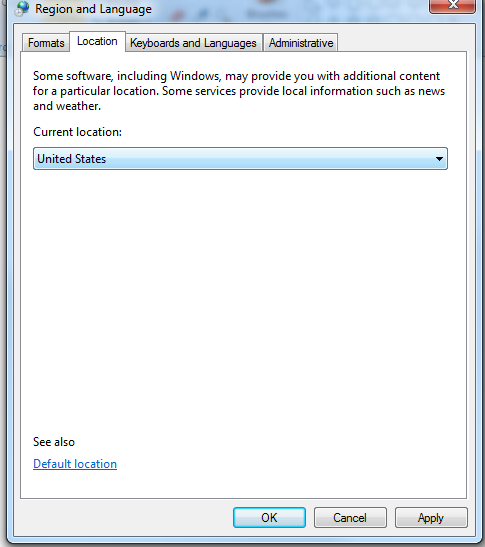 Region and Language
Formats Location Keyboards and Languages Administrative
Some software, including Windows, may provide you with additional content
for a particular location. Some services provide local information such as news
and weather.
Current location:
United States
See also
Default location
OK Cancel Apply